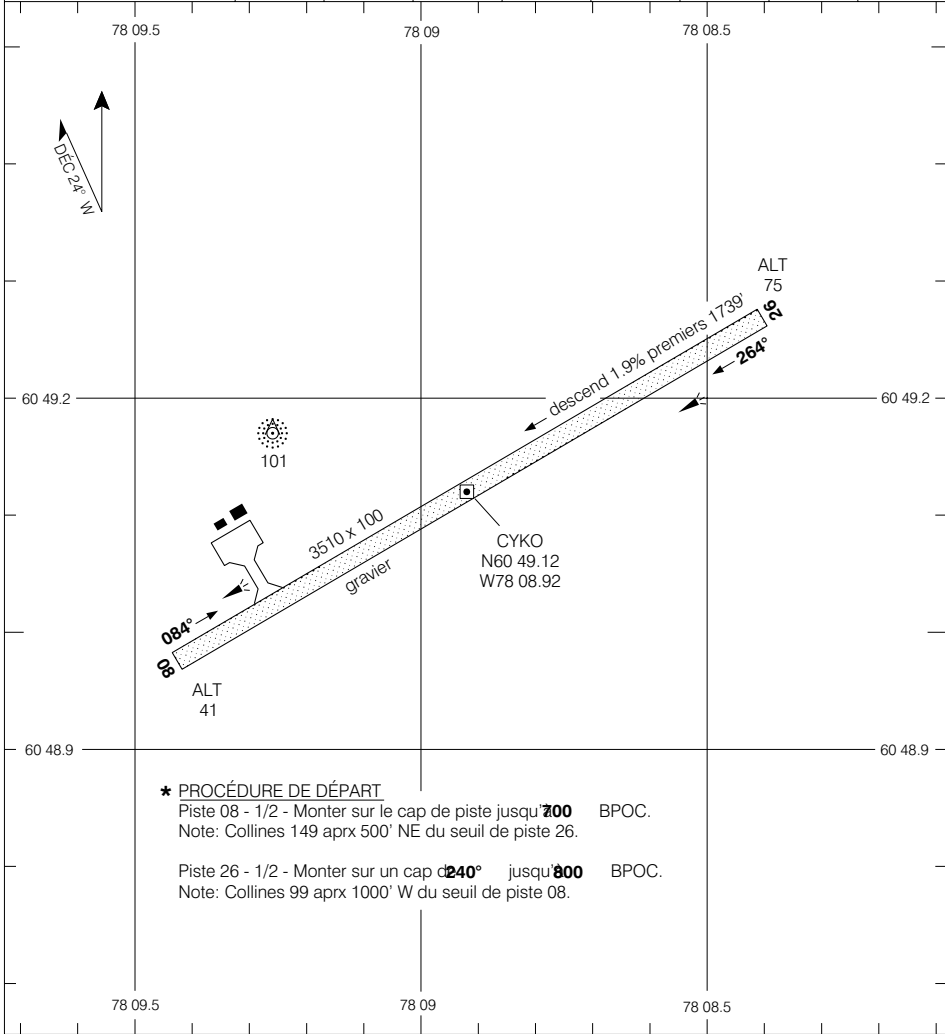 78 09.5
78 09
78 08.5
DÉC 24° W
ALT
75
26
descend 1.9% premiers 1739'
264°
60 49.2
60 49.2
101
3510 x 100
gravier
CYKO
N60 49.12
W78 08.92
084°
08
ALT
41
60 48.9
60 48.9
* PROCÉDURE DE DÉPART
Piste 08 - 1/2 - Monter sur le cap de piste jusqu'à 700 BPOC.
Note: Collines 149 aprx 500' NE du seuil de piste 26.
Piste 26 - 1/2 - Monter sur un cap de 240° jusqu'à 800 BPOC.
Note: Collines 99 aprx 1000' W du seuil de piste 08.
78 09.5
78 09
78 08.5